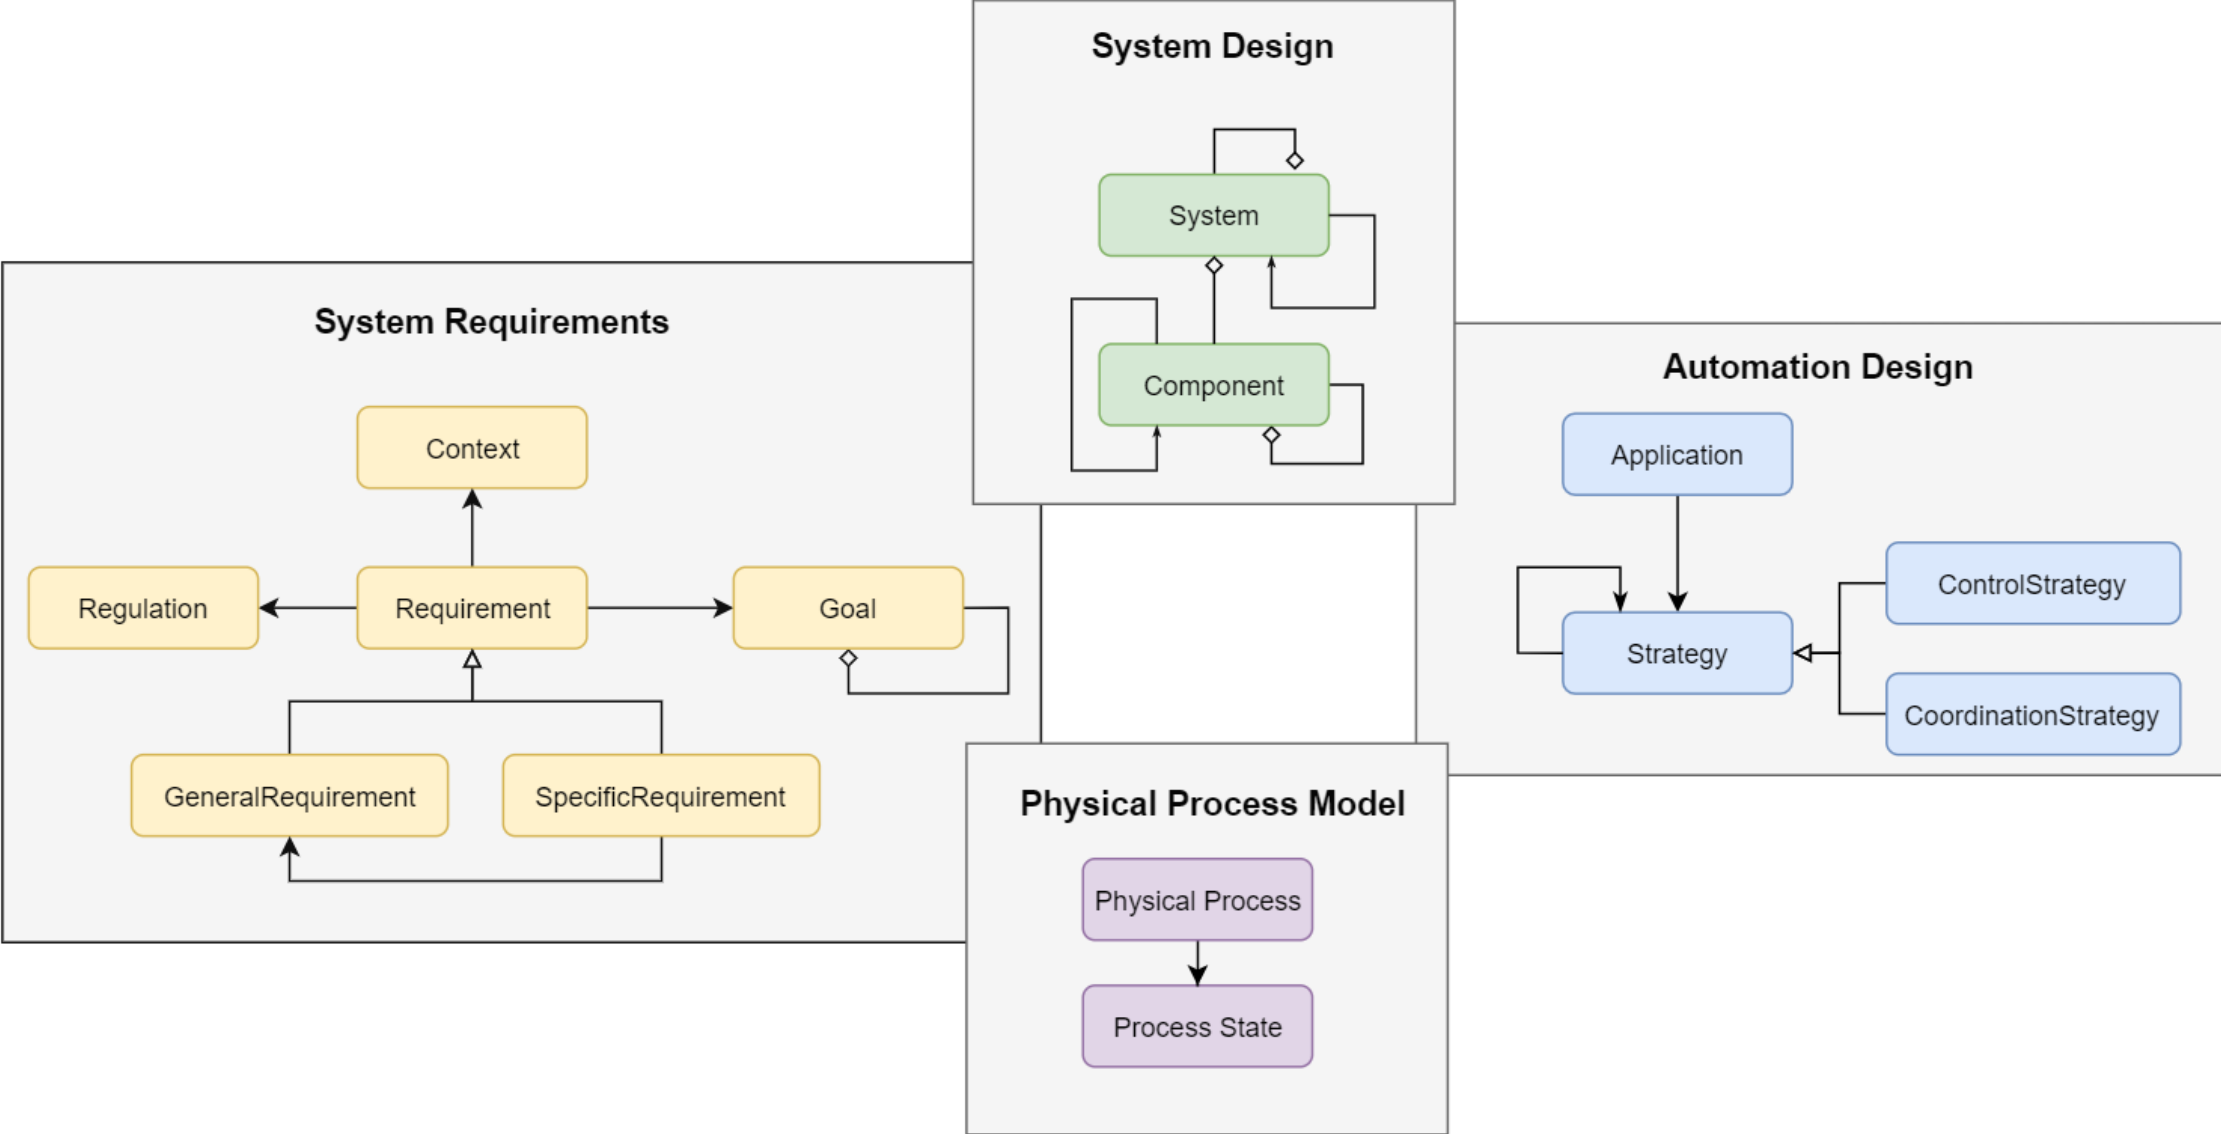 System Design
System
Component
System Requirements
Context
Regulation
Requirement
Goal
GeneralRequirement
SpecificRequirement
Automation Design
Application
ControlStrategy
Strategy
CoordinationStrategy
Physical Process Model
Physical Process
Process State